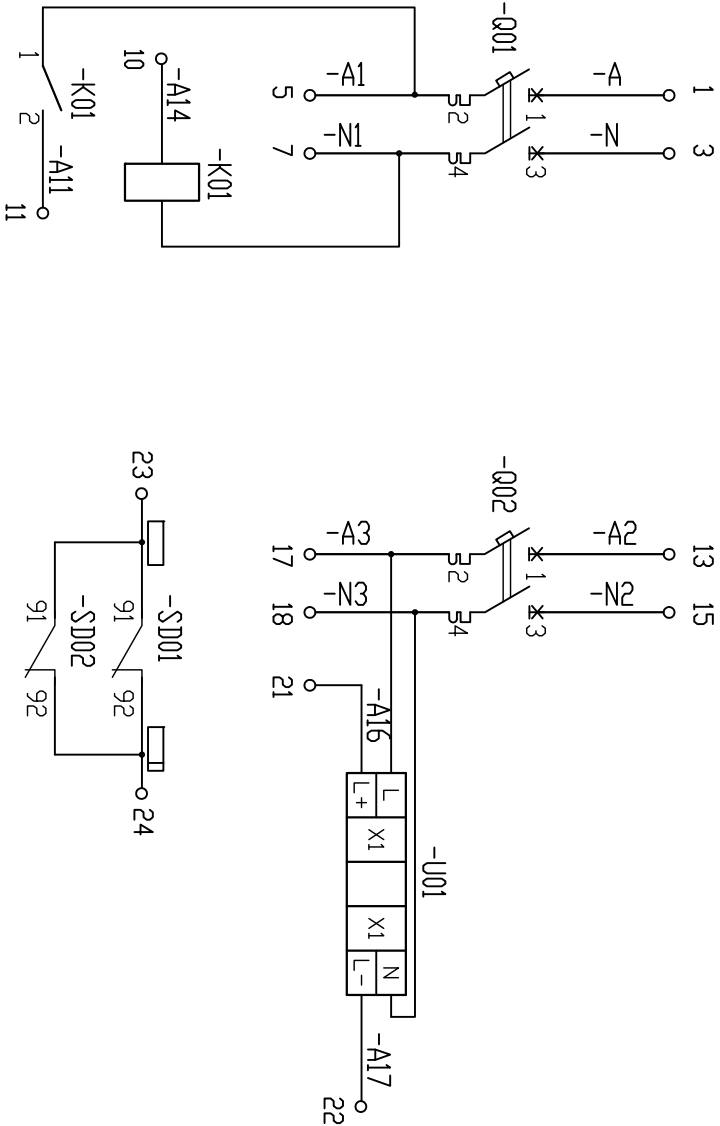 1 3 13 15
-A -N -A2 -N2
1 3 1 3
-Q01 -Q02
2 4 2 4
-U01
L N
-A1 -N1 -A3 -N3 -A16 X1 X1 -A17
L+ L-
5 7 17 18 21 22
-K01
-A14
-SD01
10 23 91 92 24
-K01
-SD02
-A11
1 2 91 92
11